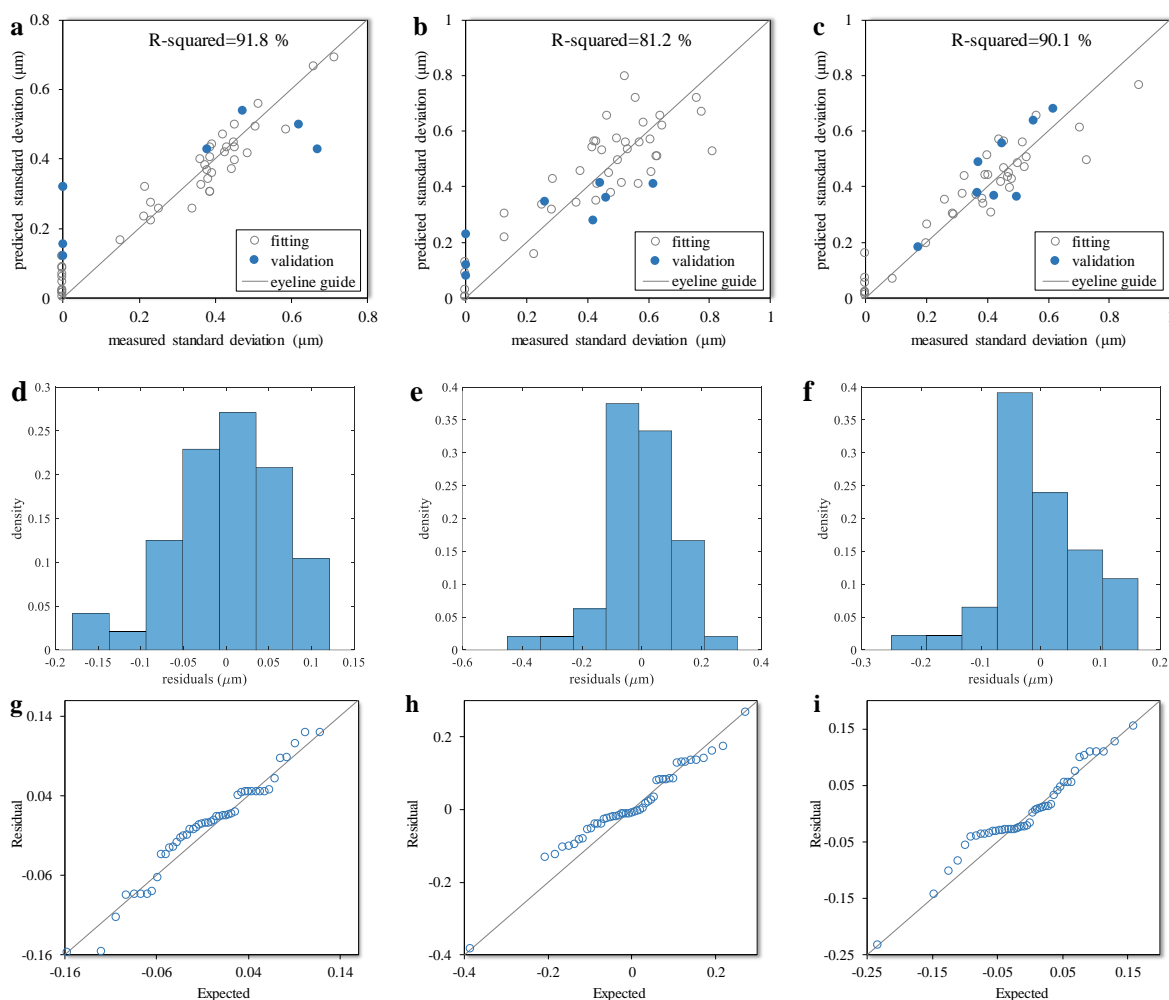 a
R-squared=91.8 %
predicted stansdard deviation (μm)
0.8
0.6
0.4
0.2
0
fitting
validation
eyeline guide
0
0.2
0.4
0.6
0.8
measured standard deviation (μm)
b
R-squared=81.2 %
predicted stansdard deviation (μm)
1
0.8
0.6
0.4
0.2
0
fitting
validation
eyeline guide
0
0.2
0.4
0.6
0.8
1
measured standard deviation (μm)
c
R-squared=90.1 %
predicted stansdard deviation (μm)
1
0.8
0.6
0.4
0.2
0
fitting
validation
eyeline guide
0
0.2
0.4
0.6
0.8
1
measured standard deviation (μm)
d
density
0.3
0.25
0.2
0.15
0.1
0.05
0
-0.2
-0.15
-0.1
-0.05
0
0.05
0.1
0.15
residuals (μm)
e
density
0.4
0.35
0.3
0.25
0.2
0.15
0.1
0.05
0
-0.6
-0.4
-0.2
0
0.2
0.4
residuals (μm)
f
density
0.4
0.35
0.3
0.25
0.2
0.15
0.1
0.05
0
-0.3
-0.2
-0.1
0
0.1
0.2
residuals (μm)
g
Residual
0.14
0.04
-0.06
-0.16
-0.16
-0.06
0.04
0.14
Expected
h
Residual
0.2
0
-0.2
-0.4
-0.4
-0.2
0
0.2
Expected
i
Residual
0.15
0.05
-0.05
-0.15
-0.25
-0.25
-0.15
-0.05
0.05
0.15
Expected